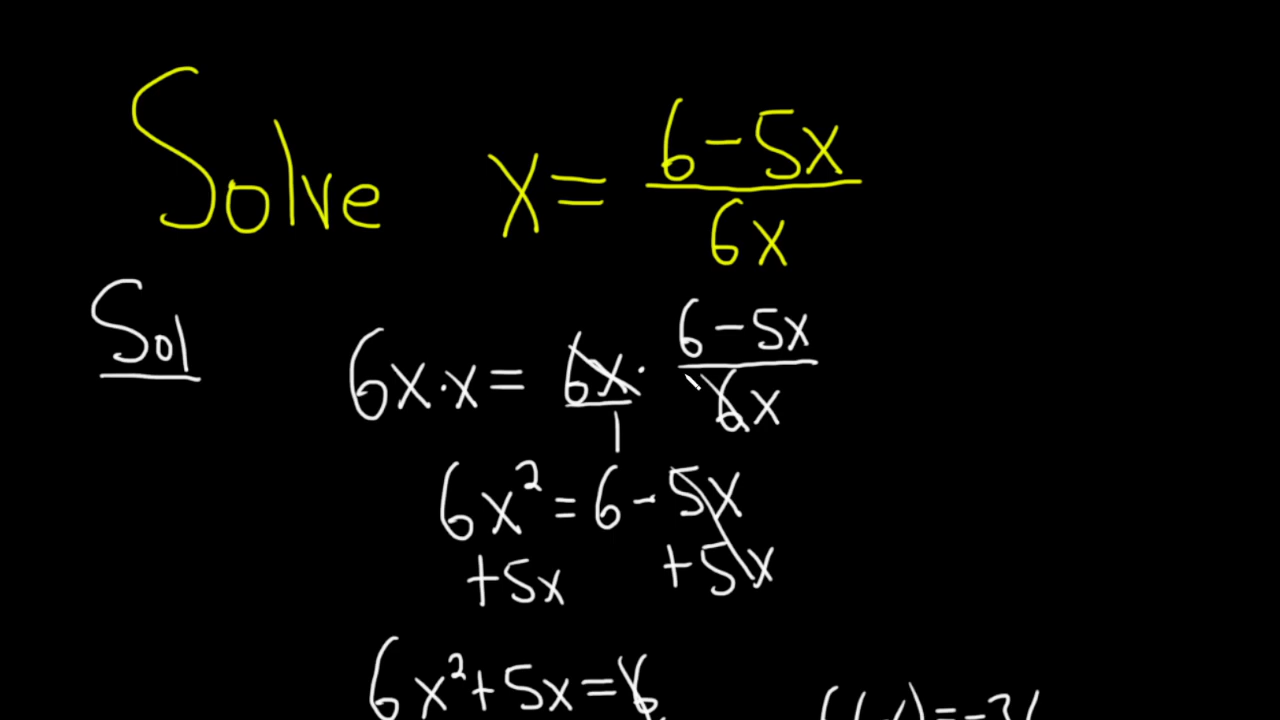 Solve x = (6-5x)/(6x)
Sol
6x·x = 6x/1 · (6-5x)/(6x)
6x² = 6-5x
+5x +5x
6x²+5x=6